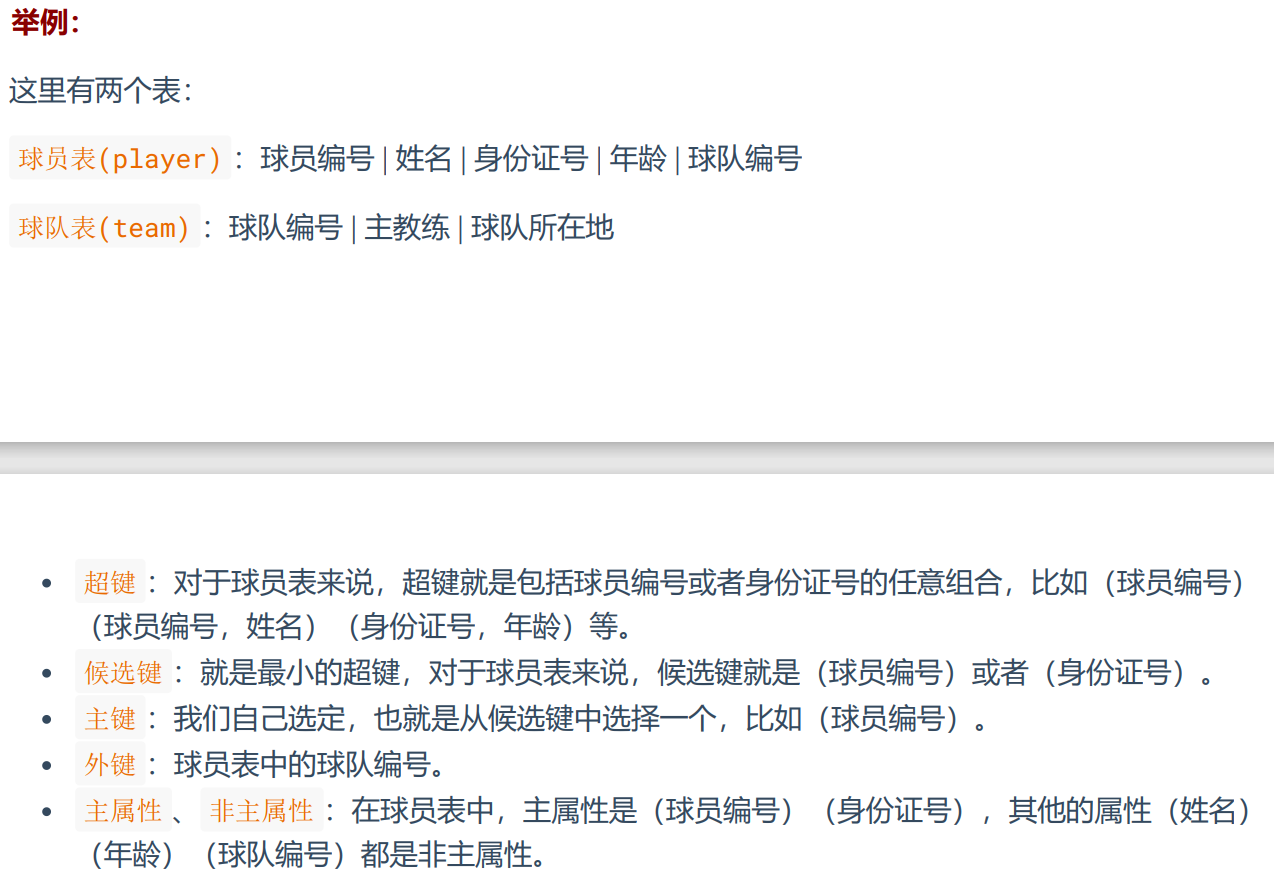 举例：
这里有两个表：
球员表(player)：球员编号 | 姓名 | 身份证号 | 年龄 | 球队编号
球队表(team)：球队编号 | 主教练 | 球队所在地
• 超键：对于球员表来说，超键就是包括球员编号或者身份证号的任意组合，比如（球员编号）
（球员编号，姓名）（身份证号，年龄）等。
• 候选键：就是最小的超键，对于球员表来说，候选键就是（球员编号）或者（身份证号）。
• 主键：我们自己选定，也就是从候选键中选择一个，比如（球员编号）。
• 外键：球员表中的球队编号。
• 主属性、非主属性：在球员表中，主属性是（球员编号）（身份证号），其他的属性（姓名）
（年龄）（球队编号）都是非主属性。